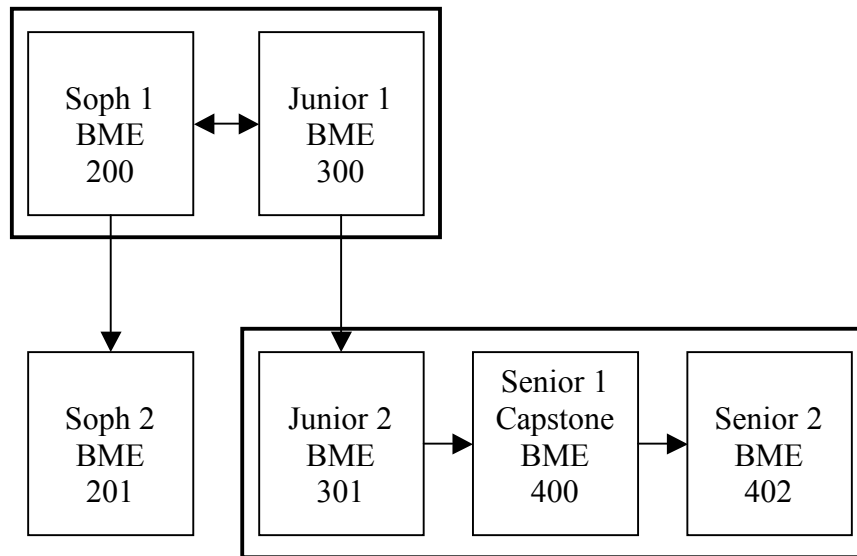 Soph 1
BME
200
Junior 1
BME
300
Soph 2
BME
201
Junior 2
BME
301
Senior 1
Capstone
BME
400
Senior 2
BME
402